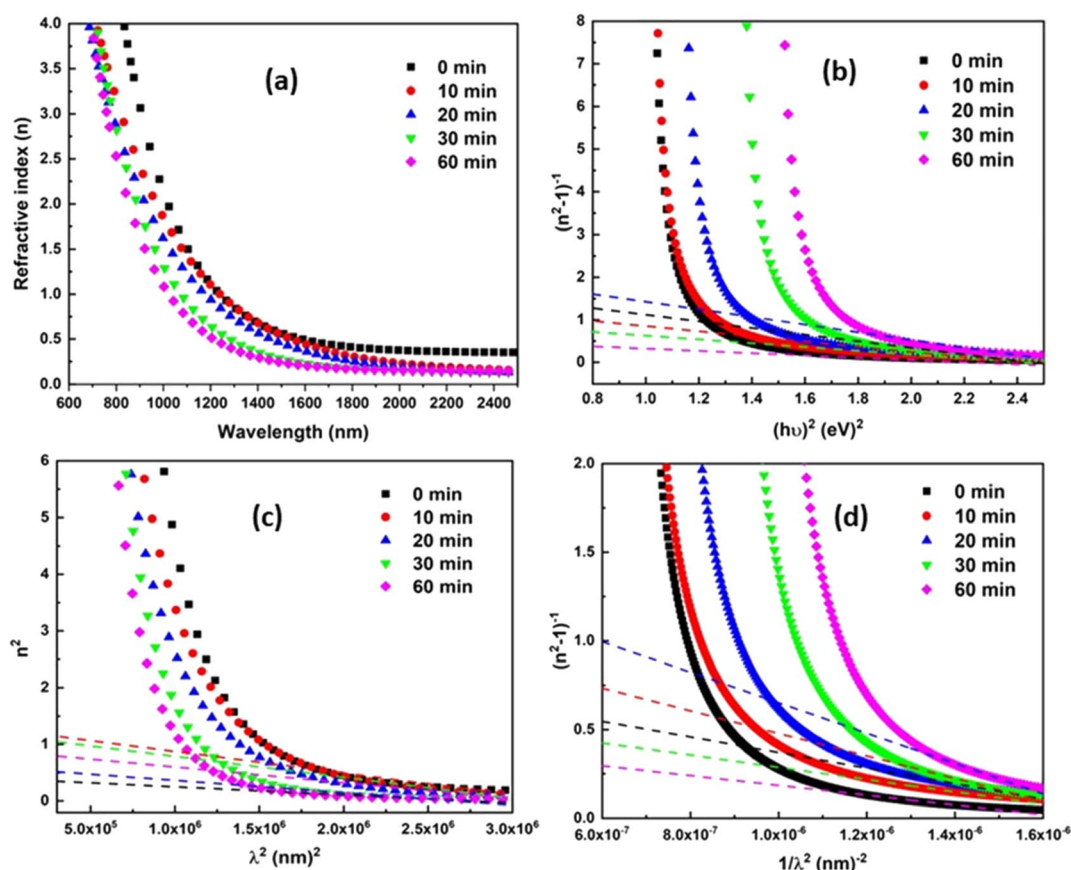 (a)
4.0
3.5
3.0
2.5
2.0
1.5
1.0
0.5
0.0
Refractive index (n)
0 min
10 min
20 min
30 min
60 min
600 800 1000 1200 1400 1600 1800 2000 2200 2400
Wavelength (nm)
(b)
8
7
6
5
4
3
2
1
0
(n²-1)⁻¹
0 min
10 min
20 min
30 min
60 min
0.8 1.0 1.2 1.4 1.6 1.8 2.0 2.2 2.4
(hυ)² (eV)²
(c)
6
5
4
3
2
1
0
n²
0 min
10 min
20 min
30 min
60 min
5.0x10⁵ 1.0x10⁶ 1.5x10⁶ 2.0x10⁶ 2.5x10⁶ 3.0x10⁶
λ² (nm)²
(d)
2.0
1.5
1.0
0.5
0.0
(n²-1)⁻¹
0 min
10 min
20 min
30 min
60 min
6.0x10⁻⁷ 8.0x10⁻⁷ 1.0x10⁻⁶ 1.2x10⁻⁶ 1.4x10⁻⁶ 1.6x10⁻⁶
1/λ² (nm)⁻²